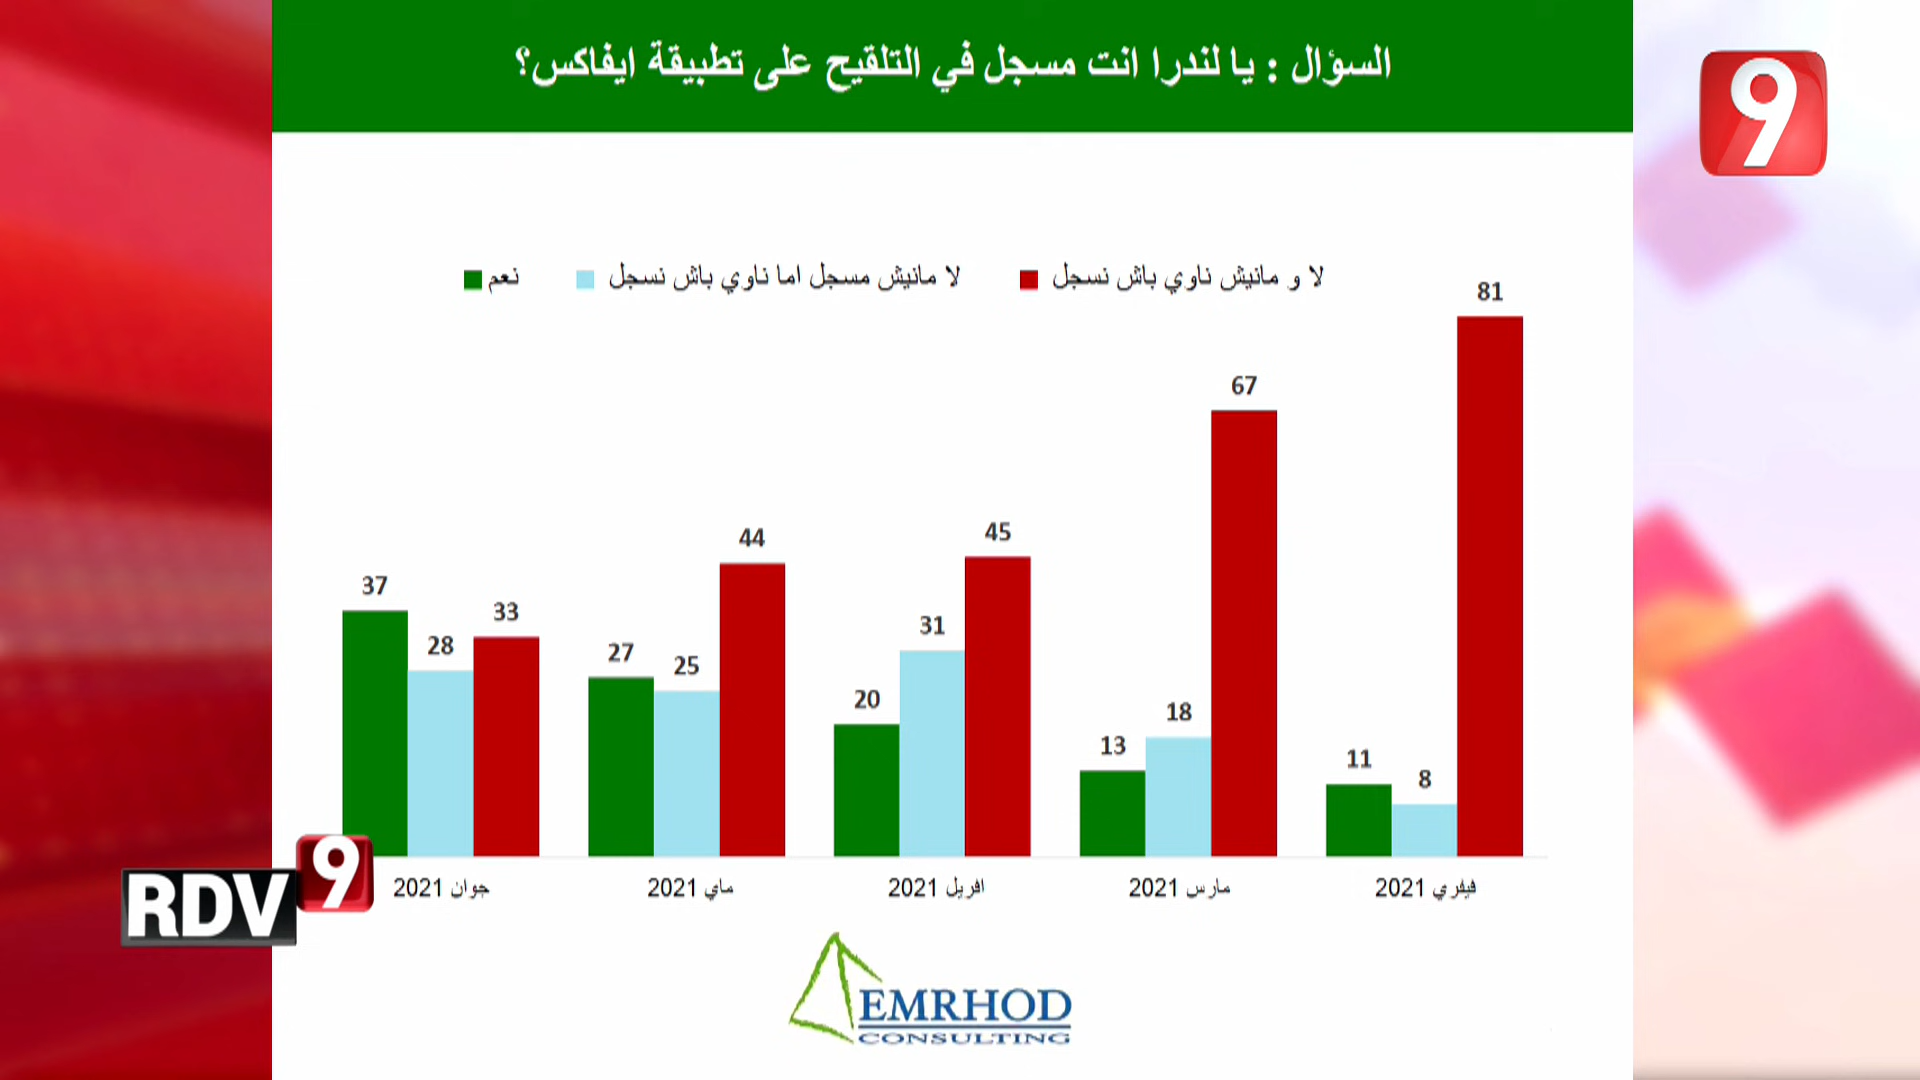 السؤال : يا لندرا انت مسجل في التلقيح على تطبيقة ايفاكس؟
9
نعم
لا مانيش مسجل اما ناوي باش نسجل
لا و مانيش ناوي باش نسجل
37 28 33
27 25 44
20 31 45
13 18 67
11 8 81
جوان 2021
ماي 2021
افريل 2021
مارس 2021
فيفري 2021
RDV 9
EMRHOD
CONSULTING